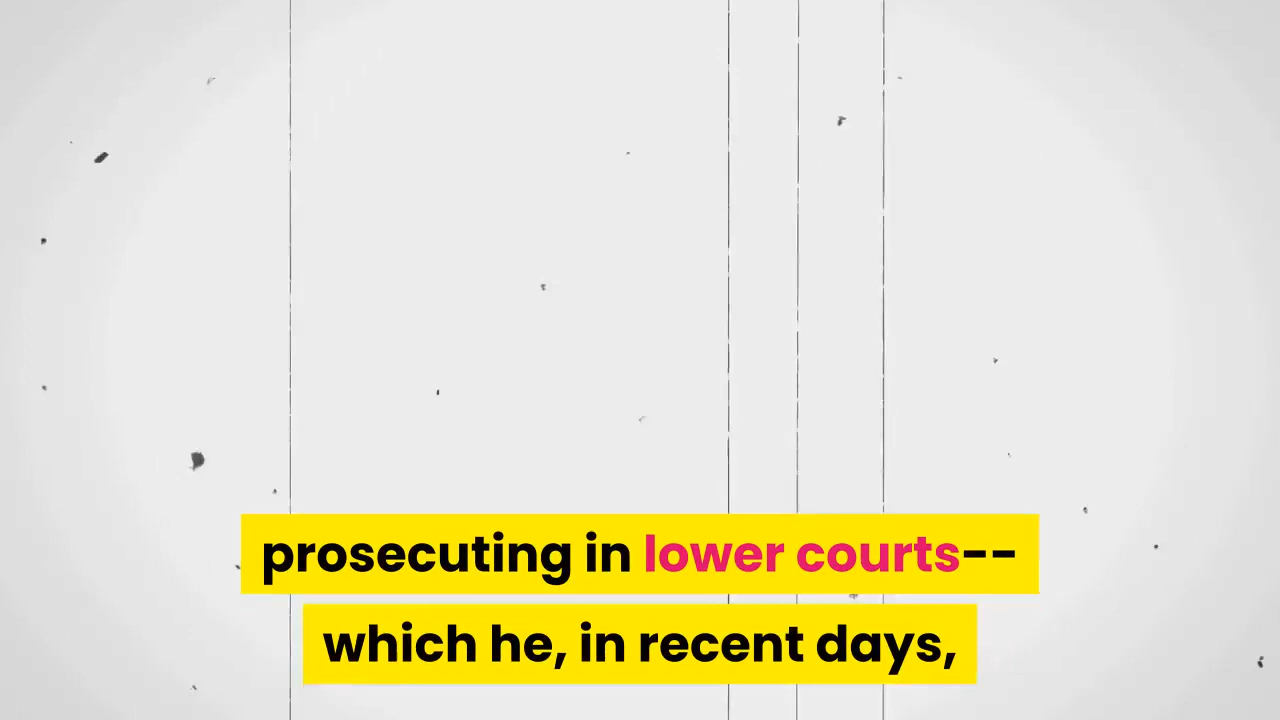 prosecuting in lower courts--
which he, in recent days,